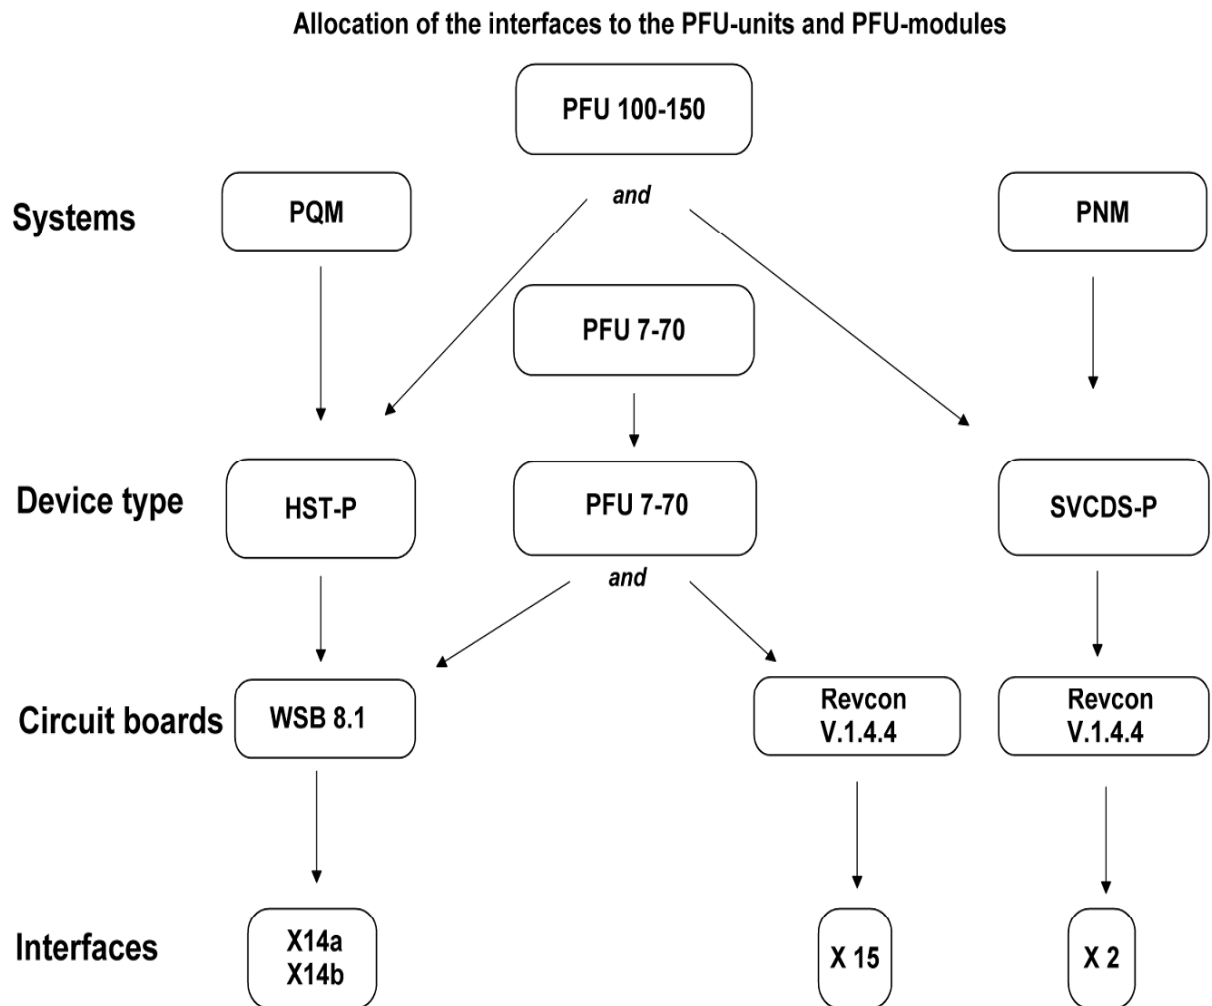 Allocation of the interfaces to the PFU-units and PFU-modules
PFU 100-150
and
Systems
PQM
PNM
PFU 7-70
Device type
HST-P
PFU 7-70
SVCDS-P
and
Circuit boards
WSB 8.1
Revcon
V.1.4.4
Revcon
V.1.4.4
Interfaces
X14a
X14b
X 15
X 2